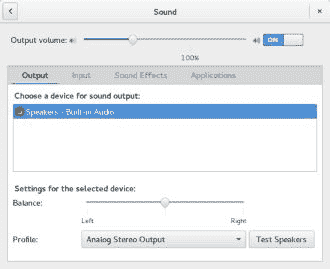 Sound
Output volume:
ON
100%
Output Input Sound Effects Applications
Choose a device for sound output:
Speakers - Built-in Audio
Settings for the selected device:
Balance:
Left Right
Profile: Analog Stereo Output Test Speakers